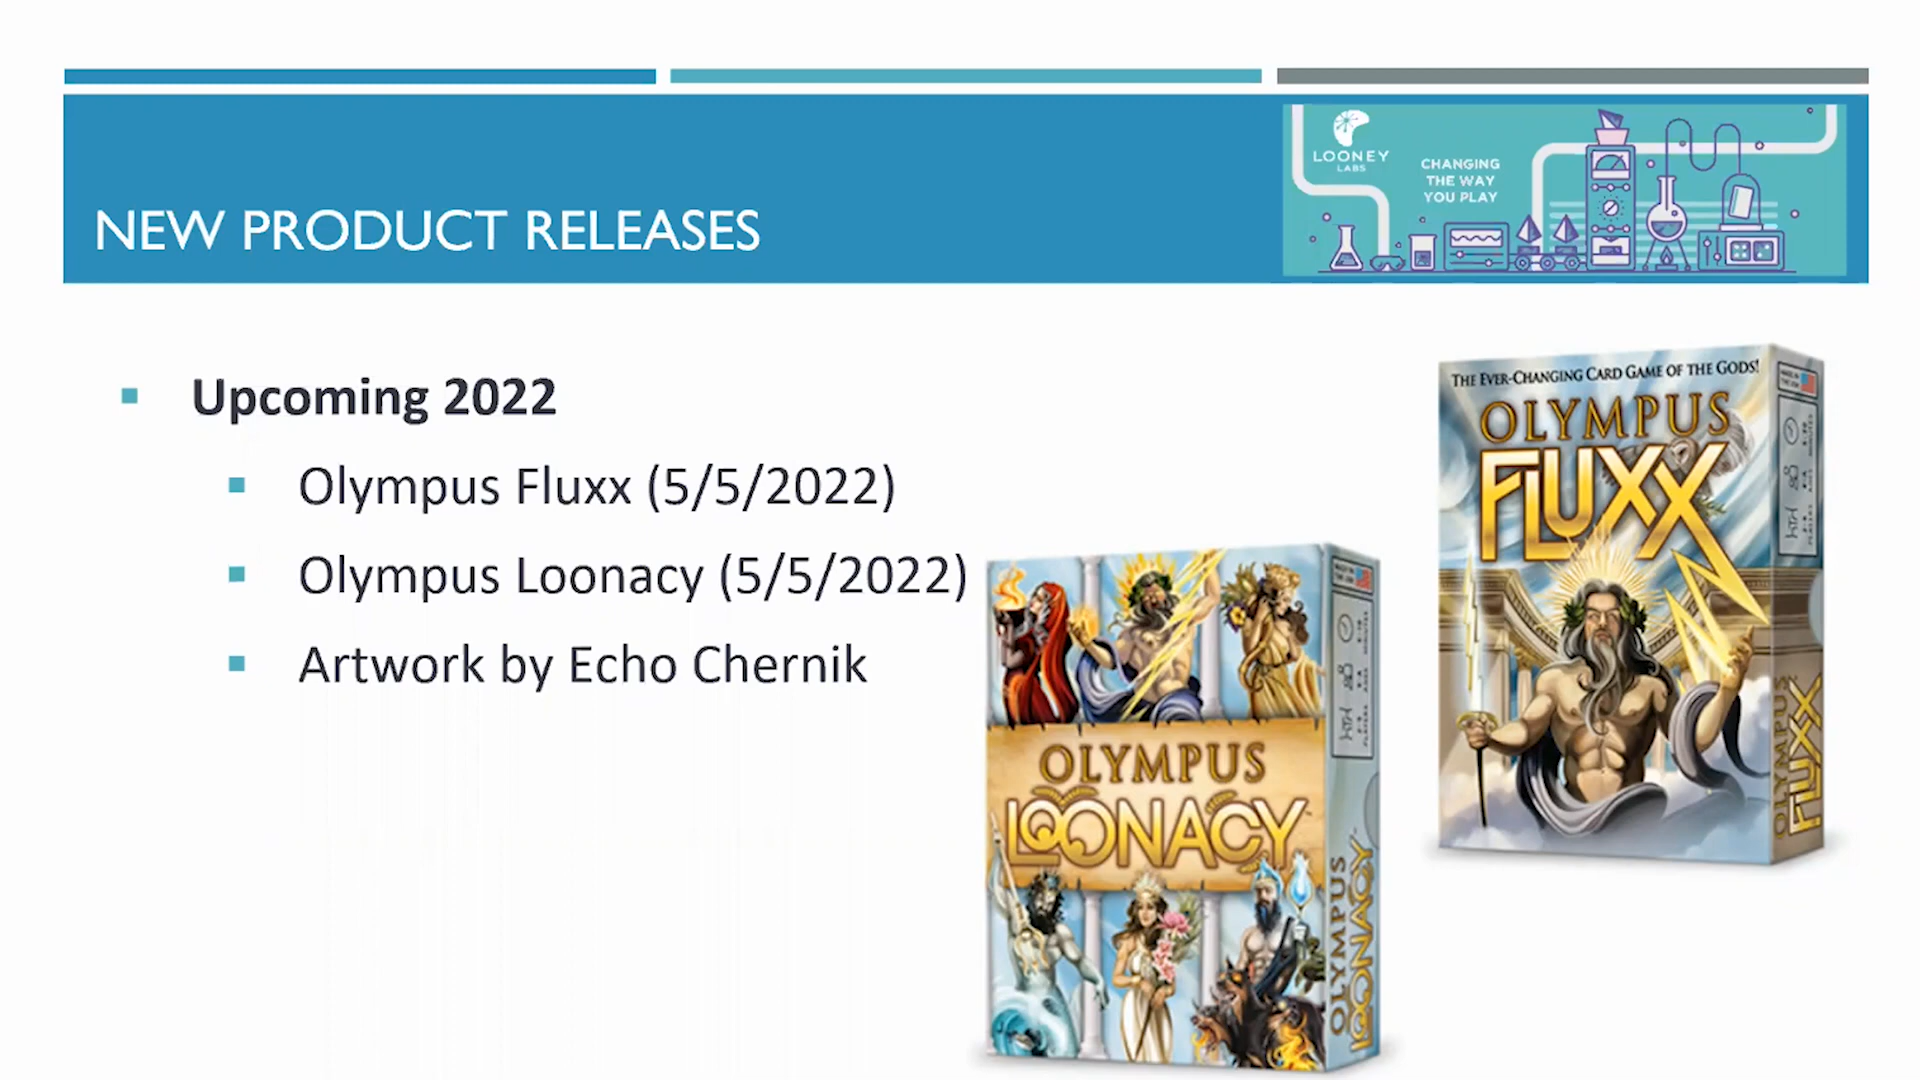 LOONEY
LABS
CHANGING
THE WAY
YOU PLAY
NEW PRODUCT RELEASES
Upcoming 2022
Olympus Fluxx (5/5/2022)
Olympus Loonacy (5/5/2022)
Artwork by Echo Chernik
THE EVER-CHANGING CARD GAME OF THE GODS!
OLYMPUS
FLUXX
OLYMPUS
FLUXX
OLYMPUS
LOONACY
OLYMPUS
LOONACY